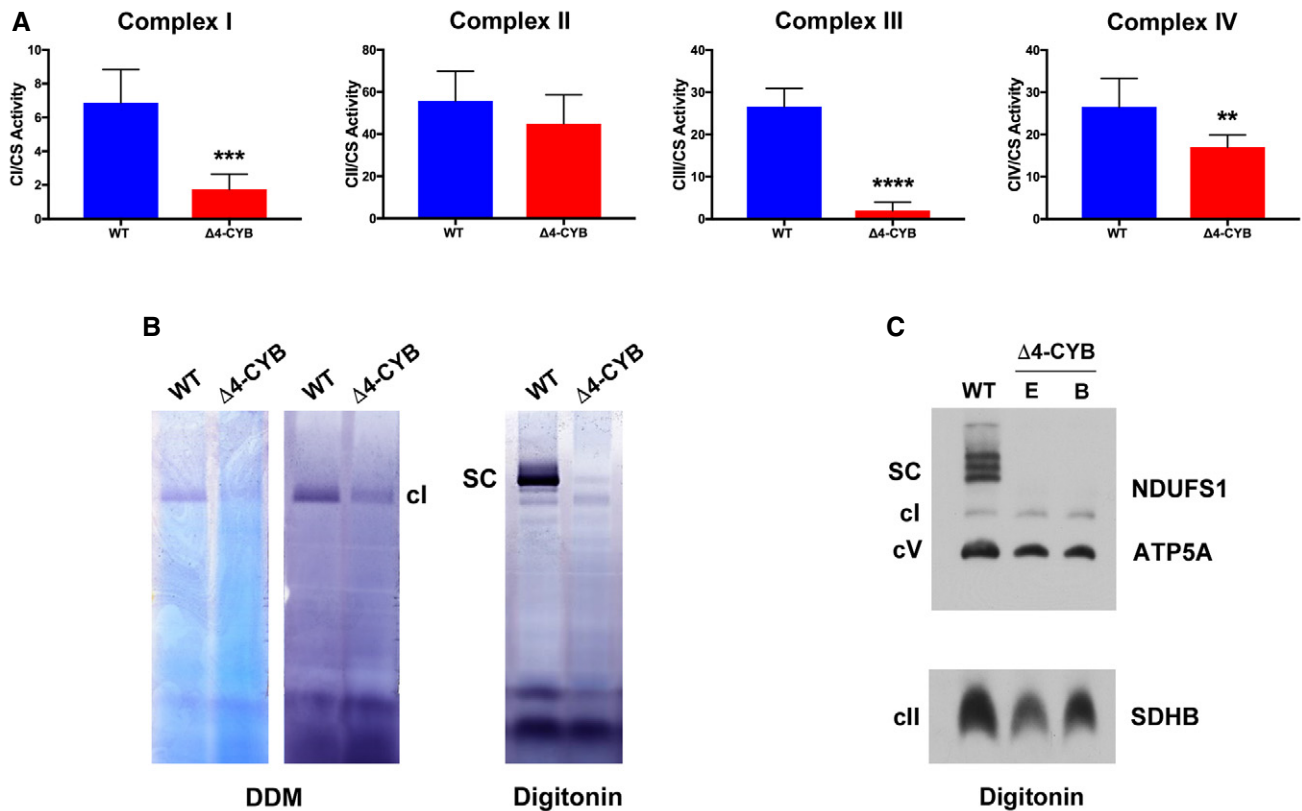 A
Complex I
Complex II
Complex III
Complex IV
CI/CS Activity
10
8
6
4
2
0
WT
Δ4-CYB
***
CII/CS Activity
80
60
40
20
0
WT
Δ4-CYB
CIII/CS Activity
40
30
20
10
0
WT
Δ4-CYB
****
CIV/CS Activity
40
30
20
10
0
WT
Δ4-CYB
**
B
WT
Δ4-CYB
WT
Δ4-CYB
cI
DDM
WT
Δ4-CYB
SC
Digitonin
C
Δ4-CYB
WT E B
SC
cI
cV
NDUFS1
ATP5A
cII
SDHB
Digitonin